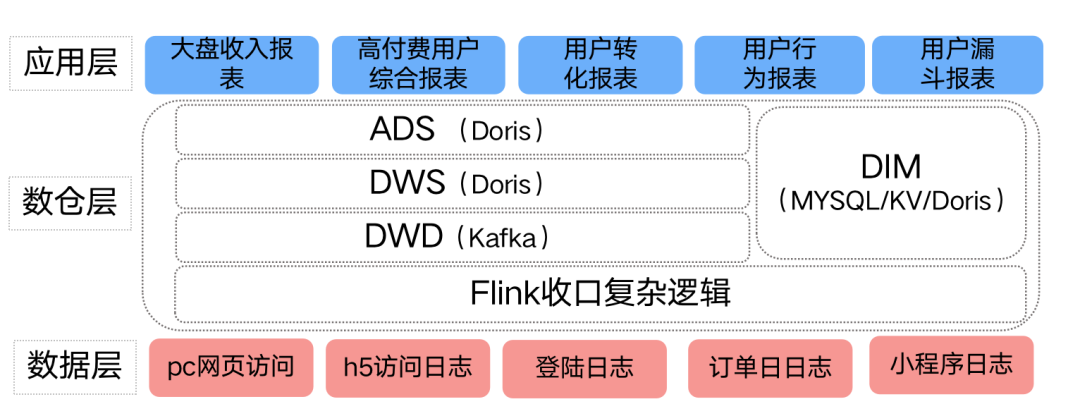 应用层
大盘收入报
表
高付费用户
综合报表
用户转
化报表
用户行
为报表
用户漏
斗报表
数仓层
ADS （Doris）
DWS（Doris）
DWD（Kafka）
DIM
（MYSQL/KV/Doris）
Flink收口复杂逻辑
数据层
pc网页访问
h5访问日志
登陆日志
订单日日志
小程序日志